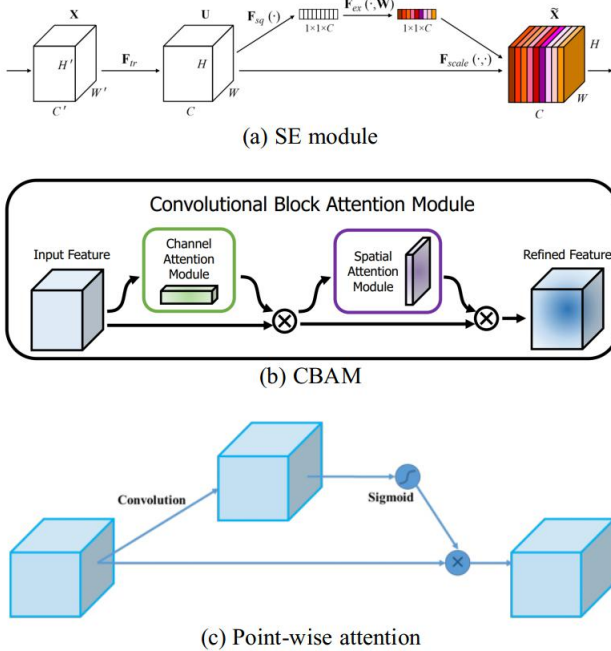 X
U
F_sq (·)
F_ex (·,W)
X̃
1×1×C
1×1×C
H'
F_tr
H
F_scale (·,·)
H
W'
W
W
C'
C
C
(a) SE module
Convolutional Block Attention Module
Input Feature
Channel
Attention
Module
Spatial
Attention
Module
Refined Feature
(b) CBAM
Convolution
Sigmoid
(c) Point-wise attention